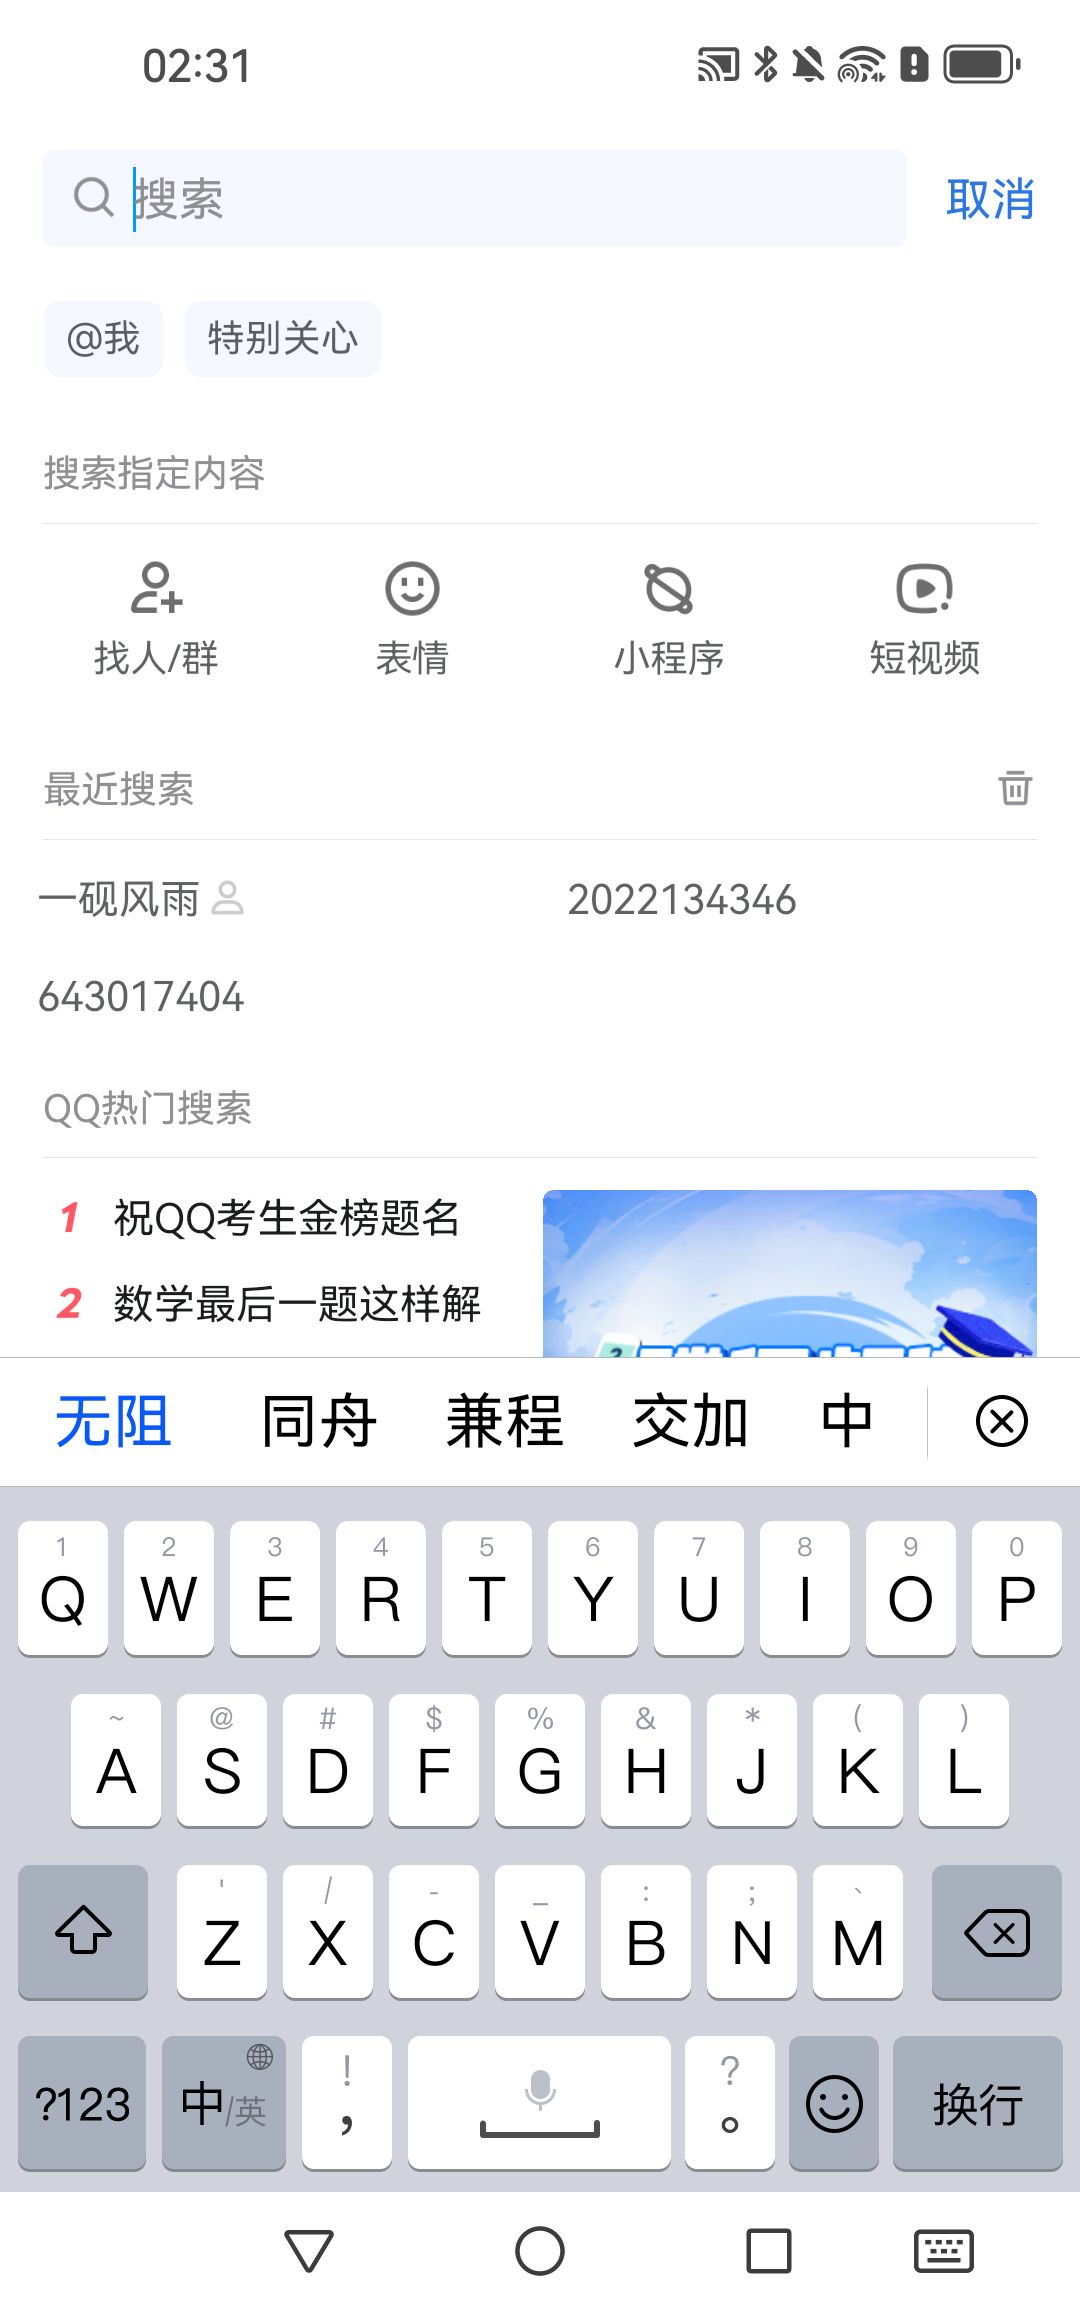 02:31
搜索
取消
@我
特别关心
搜索指定内容
找人/群
表情
小程序
短视频
最近搜索
一砚风雨
2022134346
643017404
QQ热门搜索
1 祝QQ考生金榜题名
2 数学最后一题这样解
无阻 同舟 兼程 交加 中
1 2 3 4 5 6 7 8 9 0
Q W E R T Y U I O P
~ @ # $ % & * ( )
A S D F G H J K L
' / - _ : ; 、
Z X C V B N M
! ?
?123 中/英 , 。 换行